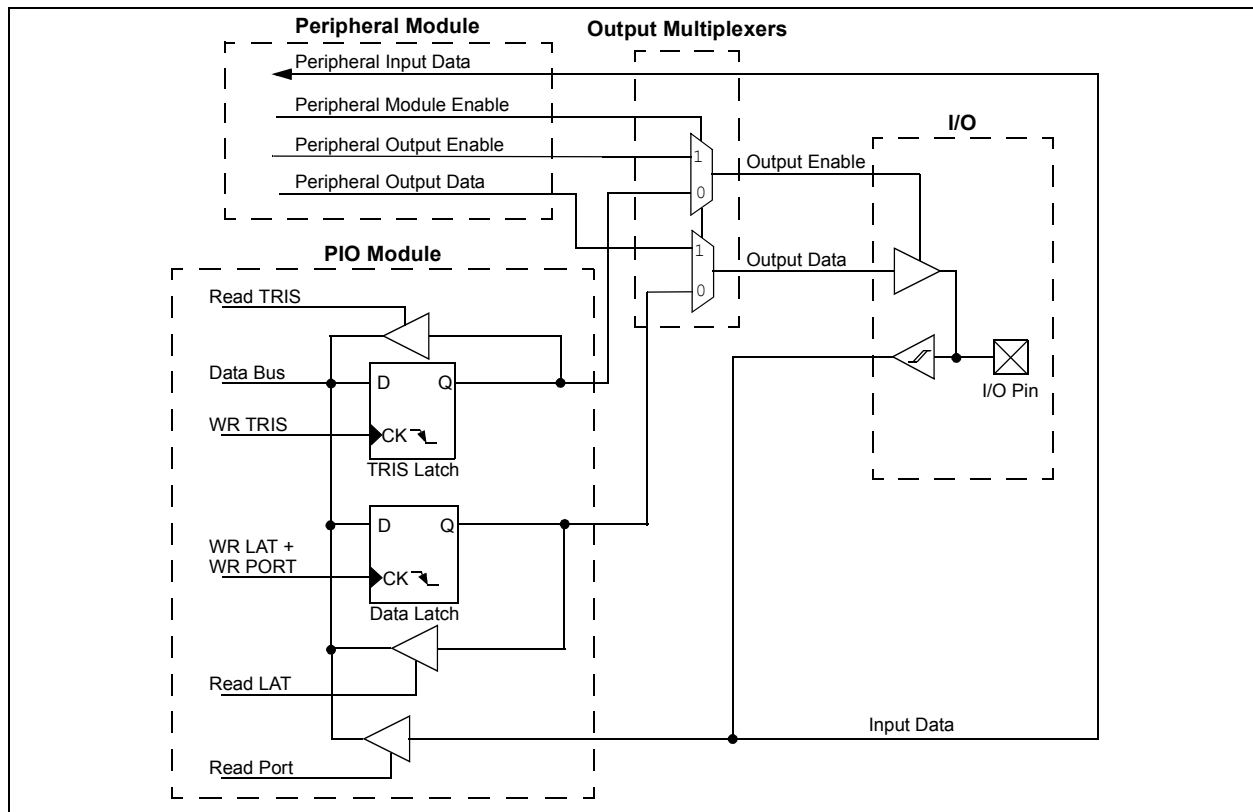 Peripheral Module
Output Multiplexers
Peripheral Input Data
Peripheral Module Enable
I/O
Peripheral Output Enable
1
Output Enable
Peripheral Output Data
0
PIO Module
1
Output Data
0
Read TRIS
Data Bus
D
Q
I/O Pin
WR TRIS
CK
TRIS Latch
D
Q
WR LAT +
WR PORT
CK
Data Latch
Read LAT
Input Data
Read Port